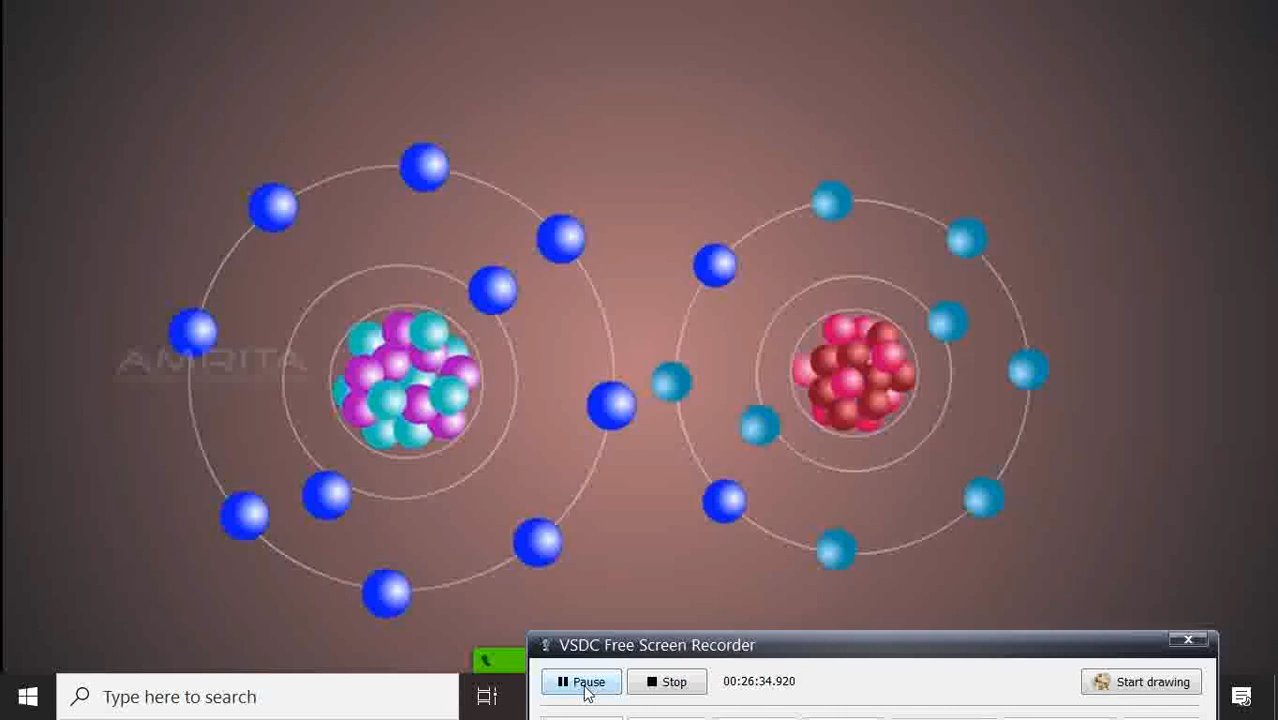 AMRITA
VSDC Free Screen Recorder
Pause Stop 00:26:34.920 Start drawing
Type here to search